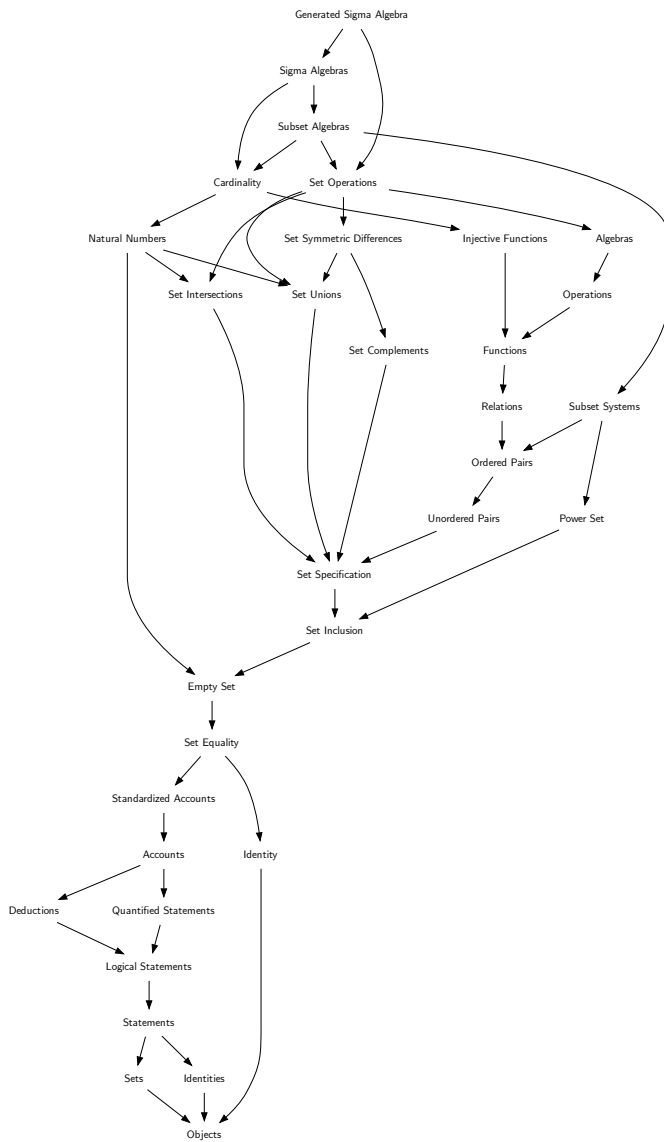 Generated Sigma Algebra
Sigma Algebras
Subset Algebras
Cardinality
Set Operations
Natural Numbers
Set Symmetric Differences
Injective Functions
Algebras
Set Intersections
Set Unions
Operations
Set Complements
Functions
Relations
Subset Systems
Ordered Pairs
Unordered Pairs
Power Set
Set Specification
Set Inclusion
Empty Set
Set Equality
Standardized Accounts
Accounts
Identity
Deductions
Quantified Statements
Logical Statements
Statements
Sets
Identities
Objects